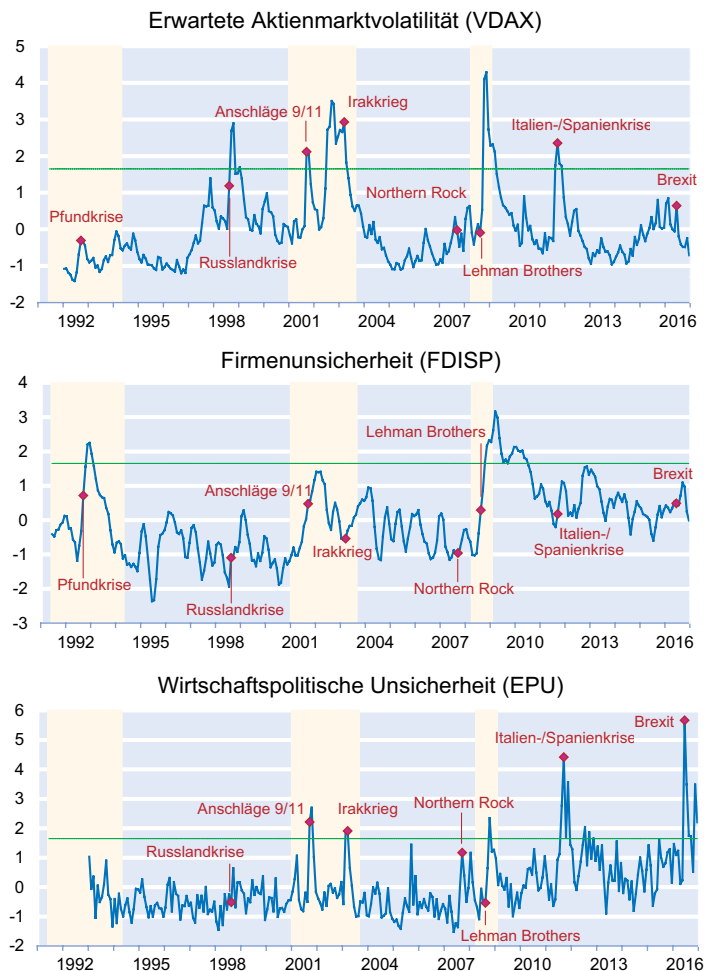 Erwartete Aktienmarktvolatilität (VDAX)
5
4
3
2
1
0
-1
-2
Anschläge 9/11
Irakkrieg
Italien-/Spanienkrise
Pfundkrise
Northern Rock
Brexit
Russlandkrise
Lehman Brothers
1992 1995 1998 2001 2004 2007 2010 2013 2016
Firmenunsicherheit (FDISP)
4
3
2
1
0
-1
-2
-3
Lehman Brothers
Anschläge 9/11
Brexit
Irakkrieg
Italien-/
Spanienkrise
Pfundkrise
Northern Rock
Russlandkrise
1992 1995 1998 2001 2004 2007 2010 2013 2016
Wirtschaftspolitische Unsicherheit (EPU)
6
5
4
3
2
1
0
-1
-2
Brexit
Italien-/Spanienkrise
Northern Rock
Anschläge 9/11
Irakkrieg
Russlandkrise
Lehman Brothers
1992 1995 1998 2001 2004 2007 2010 2013 2016